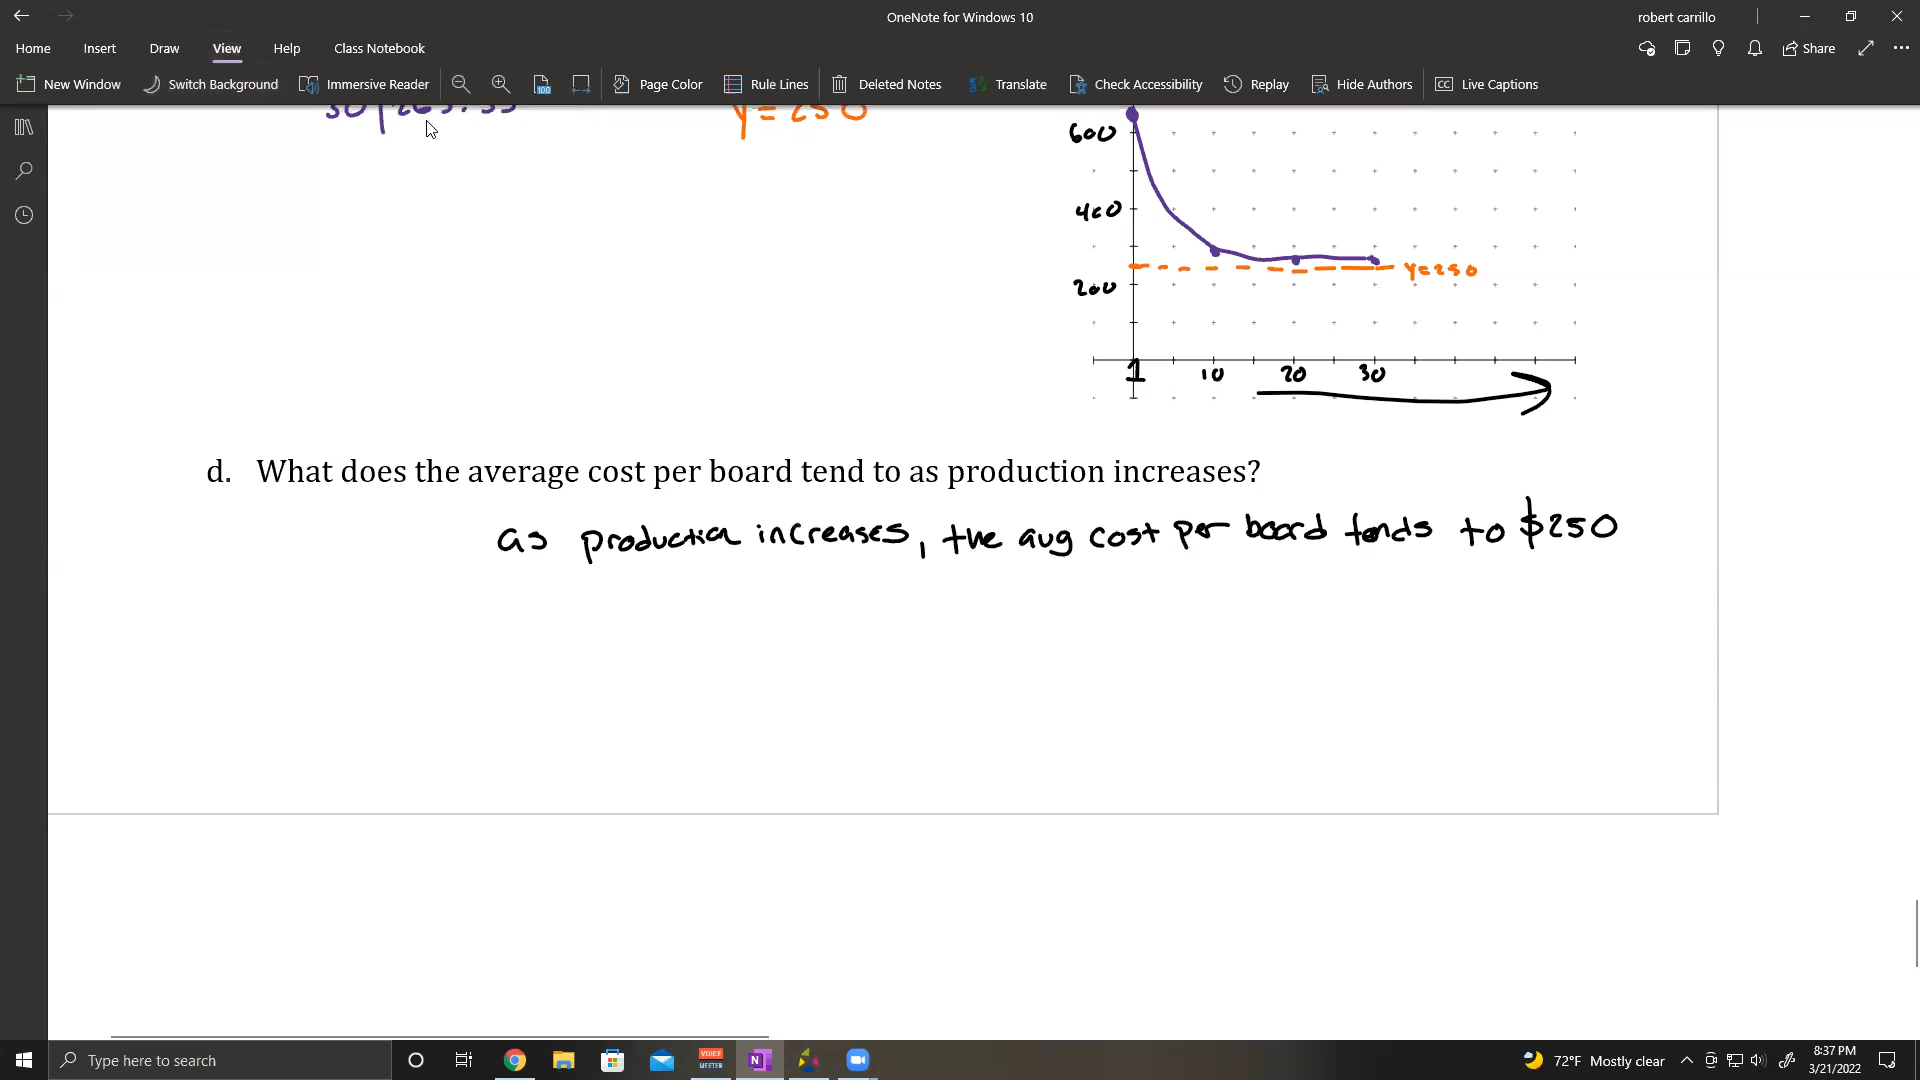 OneNote for Windows 10
robert carrillo
Home Insert Draw View Help Class Notebook
Share
New Window Switch Background Immersive Reader Page Color Rule Lines Deleted Notes Translate Check Accessibility Replay Hide Authors Live Captions
y = 250
600
400
y=250
200
1 10 20 30
d. What does the average cost per board tend to as production increases?
as production increases, the avg cost per board tends to $250
Type here to search
VOICE
MEETER
72°F Mostly clear
8:37 PM
3/21/2022